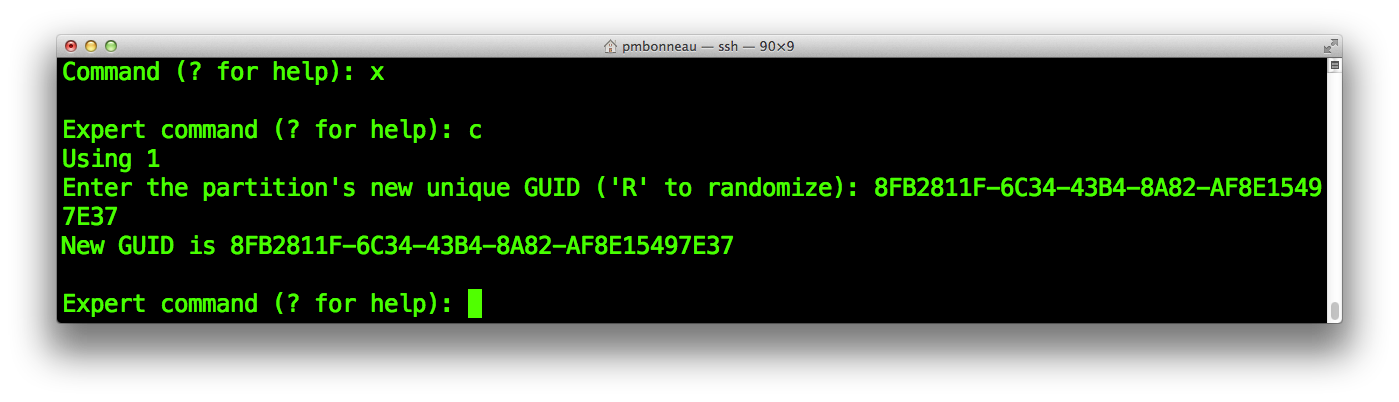 pmbonneau — ssh — 90×9
Command (? for help): x
Expert command (? for help): c
Using 1
Enter the partition's new unique GUID ('R' to randomize): 8FB2811F-6C34-43B4-8A82-AF8E1549
7E37
New GUID is 8FB2811F-6C34-43B4-8A82-AF8E15497E37
Expert command (? for help):